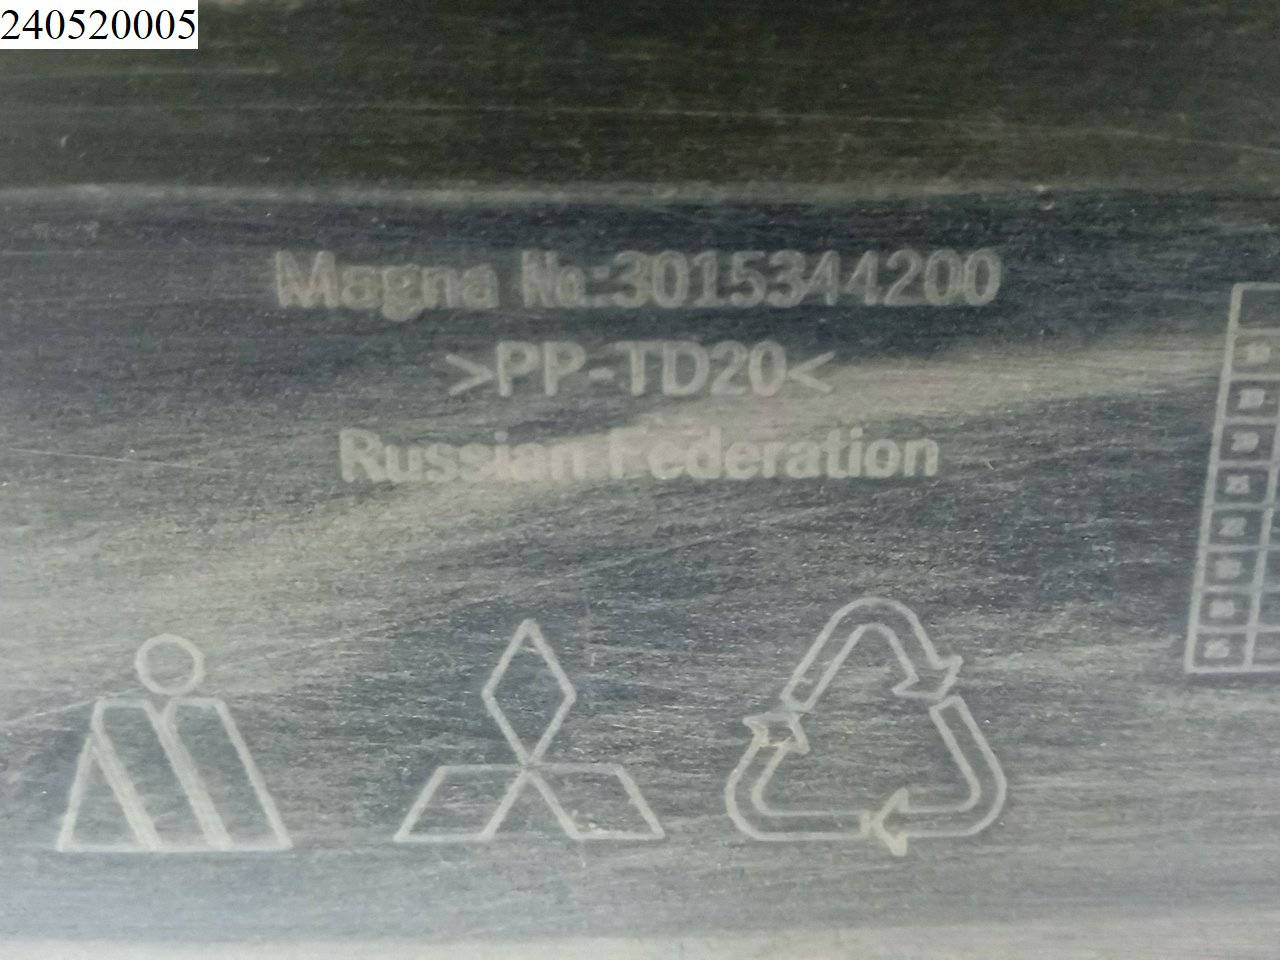 240520005
Magna No.:3015344200
>PP-TD20<
Russian Federation